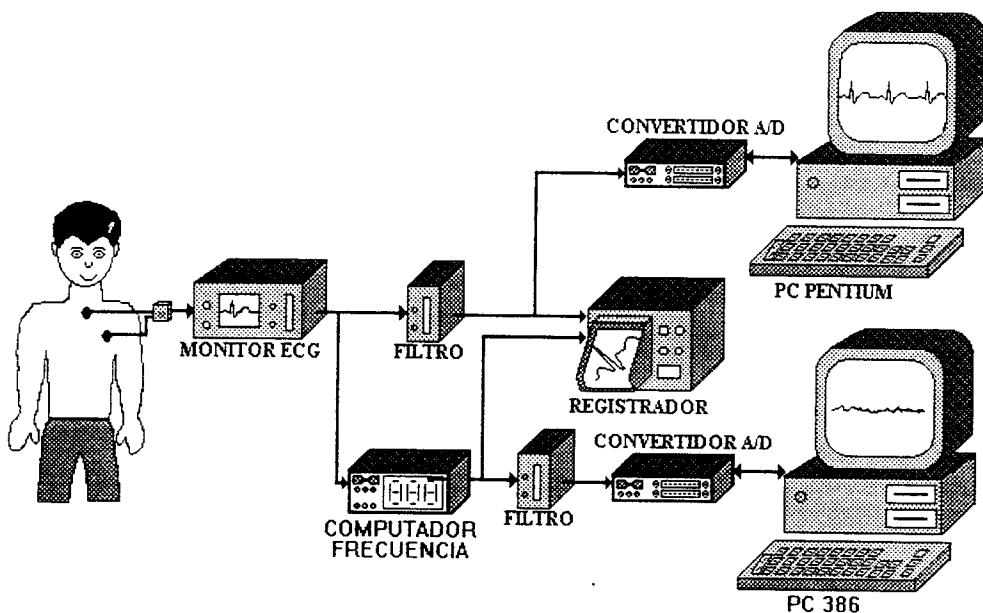 CONVERTIDOR A/D
PC PENTIUM
MONITOR ECG
FILTRO
REGISTRADOR
CONVERTIDOR A/D
COMPUTADOR
FRECUENCIA
FILTRO
PC 386